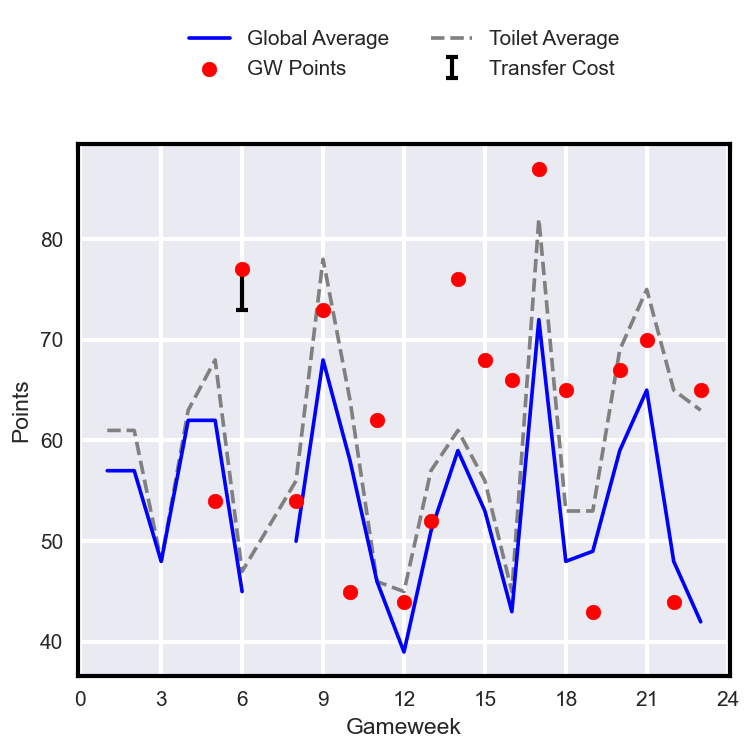 Global Average
Toilet Average
GW Points
Transfer Cost
80
70
60
50
40
Points
0 3 6 9 12 15 18 21 24
Gameweek